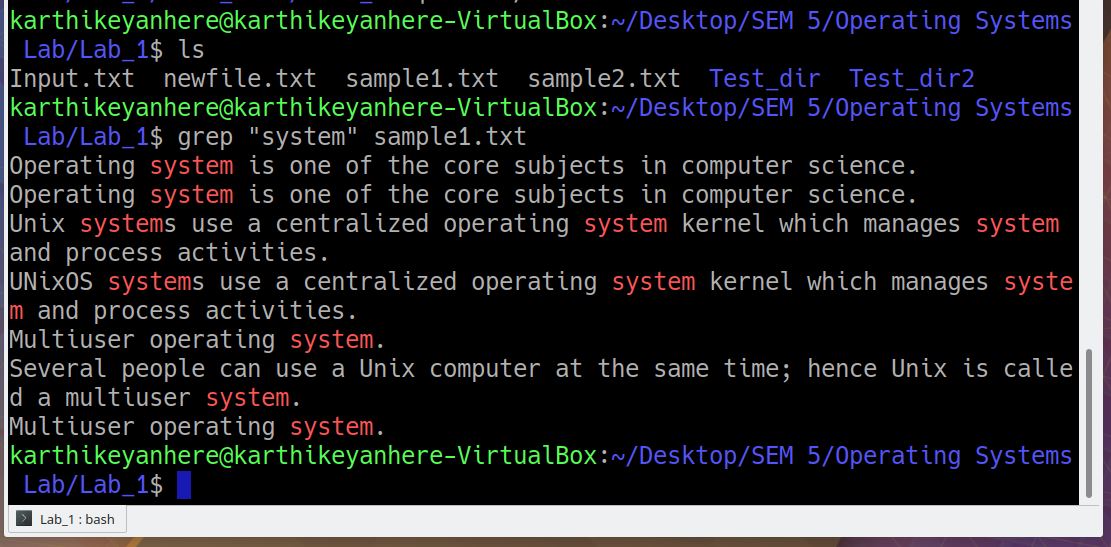 karthikeyanhere@karthikeyanhere-VirtualBox:~/Desktop/SEM 5/Operating Systems
Lab/Lab_1$ ls
Input.txt  newfile.txt  sample1.txt  sample2.txt  Test_dir  Test_dir2
karthikeyanhere@karthikeyanhere-VirtualBox:~/Desktop/SEM 5/Operating Systems
Lab/Lab_1$ grep "system" sample1.txt
Operating system is one of the core subjects in computer science.
Operating system is one of the core subjects in computer science.
Unix systems use a centralized operating system kernel which manages system
and process activities.
UNixOS systems use a centralized operating system kernel which manages syste
m and process activities.
Multiuser operating system.
Several people can use a Unix computer at the same time; hence Unix is calle
d a multiuser system.
Multiuser operating system.
karthikeyanhere@karthikeyanhere-VirtualBox:~/Desktop/SEM 5/Operating Systems
Lab/Lab_1$
Lab_1 : bash